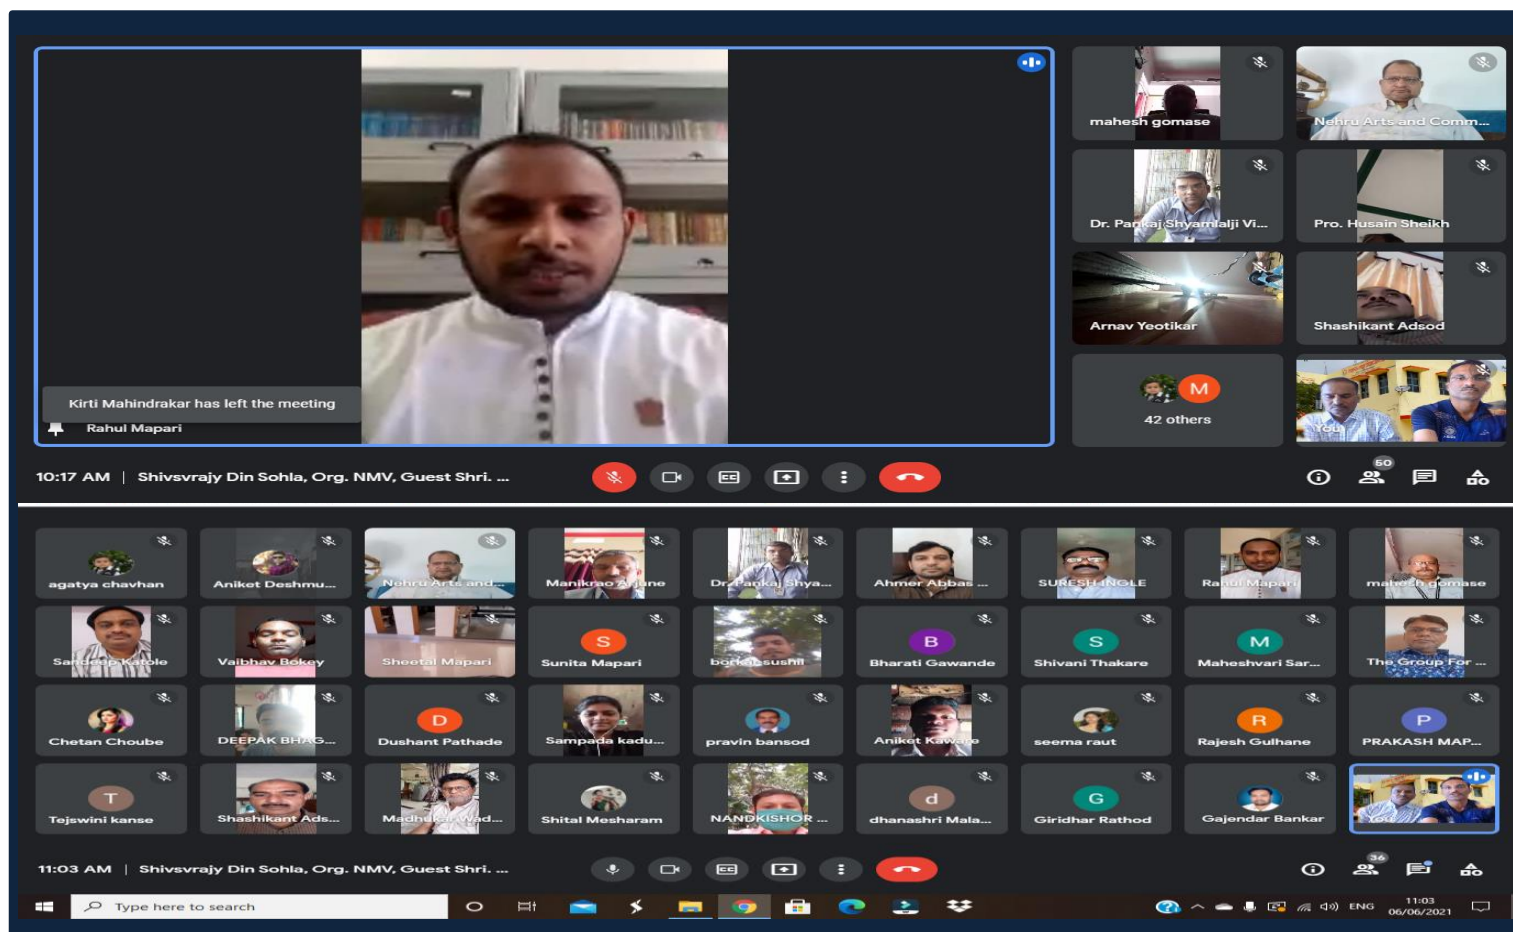 mahesh gomase
Nehru Arts and Comm...
Dr. Pankaj Shyamlalji Vi...
Pro. Husain Sheikh
Arnav Yeotikar
Shashikant Adsod
M
42 others
You
Kirti Mahindrakar has left the meeting
Rahul Mapari
10:17 AM | Shivsvrajy Din Sohla, Org. NMV, Guest Shri. ...
CC
50
agatya chavhan
Aniket Deshmu...
Nehru Arts and...
Manikrao Arjune
Dr. Pankaj Shya...
Ahmer Abbas ...
SURESH INGLE
Rahul Mapari
mahesh gomase
Sandeep Katole
Vaibhav Bokey
Sheetal Mapari
S
Sunita Mapari
borkar sushil
B
Bharati Gawande
S
Shivani Thakare
M
Maheshvari Sar...
The Group For ...
Chetan Choube
DEEPAK BHAG...
D
Dushant Pathade
Sampada kadu...
pravin bansod
Aniket Kaware
seema raut
R
Rajesh Gulhane
P
PRAKASH MAP...
T
Tejswini kanse
Shashikant Ads...
Madhukar Wad...
Shital Mesharam
NANDKISHOR ...
d
dhanashri Mala...
G
Giridhar Rathod
Gajendar Bankar
You
11:03 AM | Shivsvrajy Din Sohla, Org. NMV, Guest Shri. ...
CC
36
Type here to search
ENG
11:03
06/06/2021